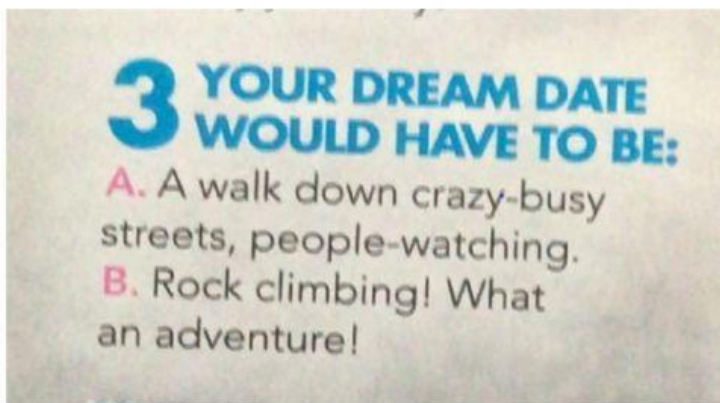 3 YOUR DREAM DATE
WOULD HAVE TO BE:
A. A walk down crazy-busy
streets, people-watching.
B. Rock climbing! What
an adventure!